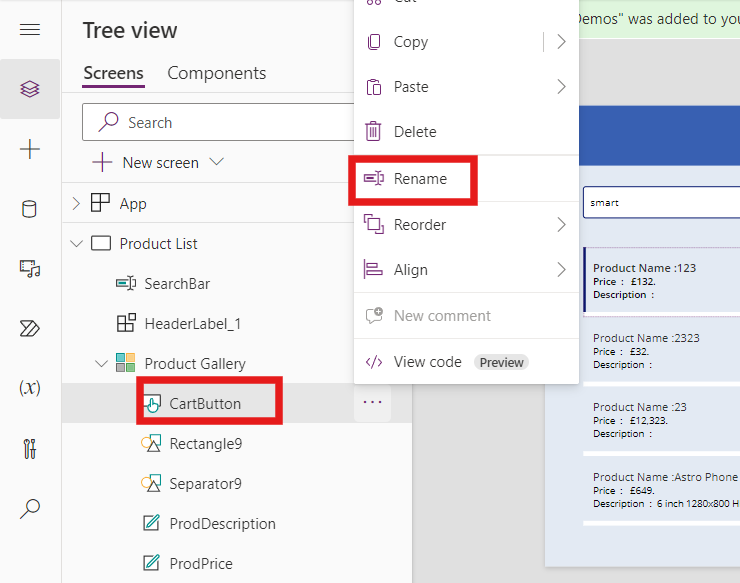 Tree view
Screens Components
Search
New screen
App
Product List
SearchBar
HeaderLabel_1
Product Gallery
CartButton
Rectangle9
Separator9
ProdDescription
ProdPrice
(x)
Copy
Paste
Delete
Rename
Reorder
Align
New comment
View code Preview
Demos" was added to you
smart
Product Name :123
Price : £132.
Description :
Product Name :2323
Price : £32.
Description :
Product Name :23
Price : £12,323.
Description :
Product Name :Astro Phone
Price : £649.
Description : 6 inch 1280x800 H